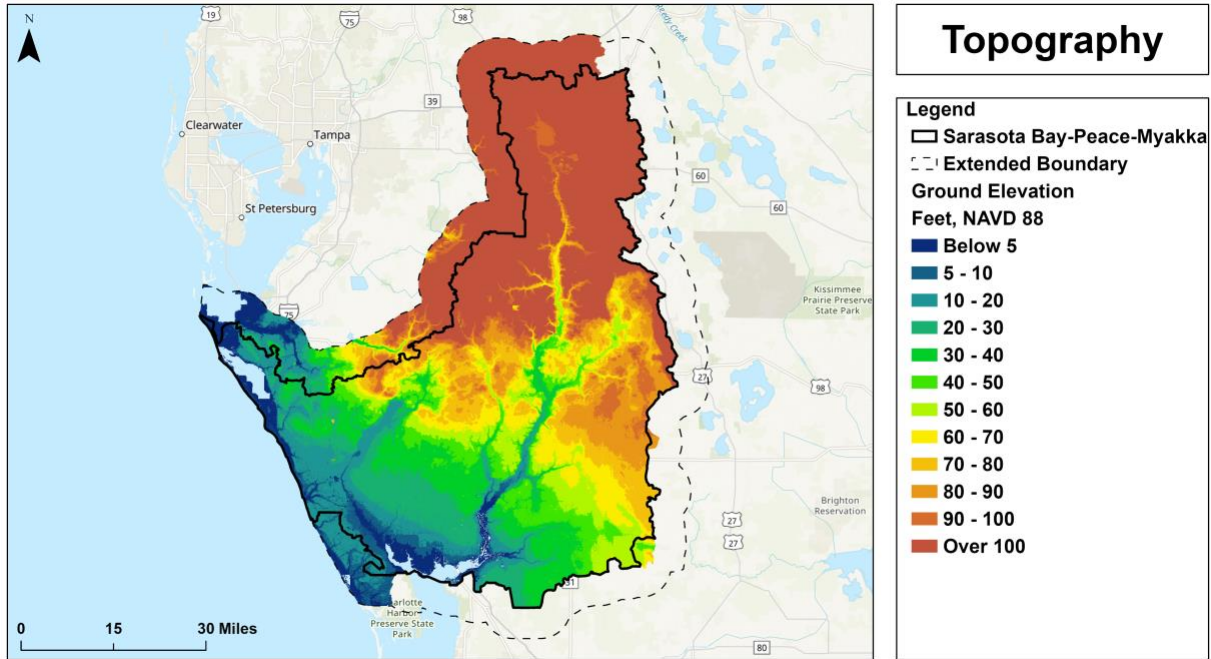 N
19
75
98
Reedy Creek
39
Clearwater
Tampa
60
60
St Petersburg
75
Kissimmee
Prairie Preserve
State Park
27
98
Brighton
Reservation
27
27
31
Charlotte
Harbor
Preserve State
Park
80
0 15 30 Miles
Topography
Legend
Sarasota Bay-Peace-Myakka
Extended Boundary
Ground Elevation
Feet, NAVD 88
Below 5
5 - 10
10 - 20
20 - 30
30 - 40
40 - 50
50 - 60
60 - 70
70 - 80
80 - 90
90 - 100
Over 100